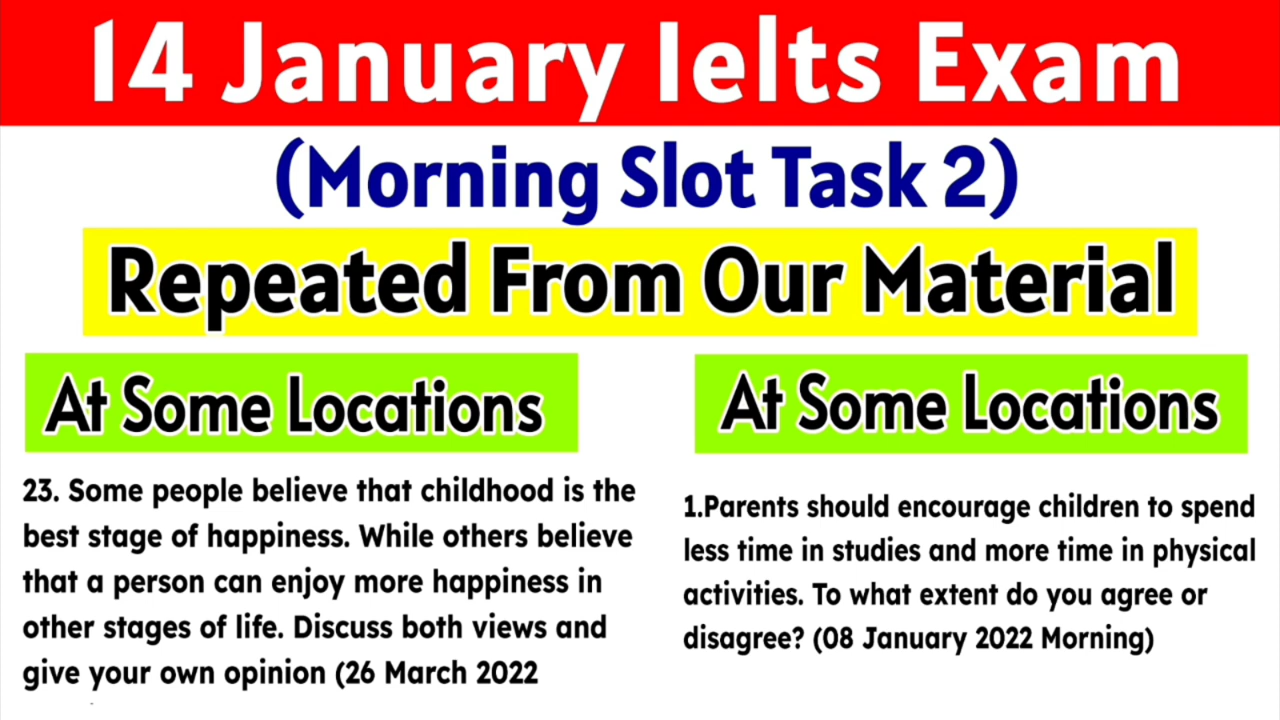 14 January Ielts Exam
(Morning Slot Task 2)
Repeated From Our Material
At Some Locations
23. Some people believe that childhood is the
best stage of happiness. While others believe
that a person can enjoy more happiness in
other stages of life. Discuss both views and
give your own opinion (26 March 2022
At Some Locations
1.Parents should encourage children to spend
less time in studies and more time in physical
activities. To what extent do you agree or
disagree? (08 January 2022 Morning)